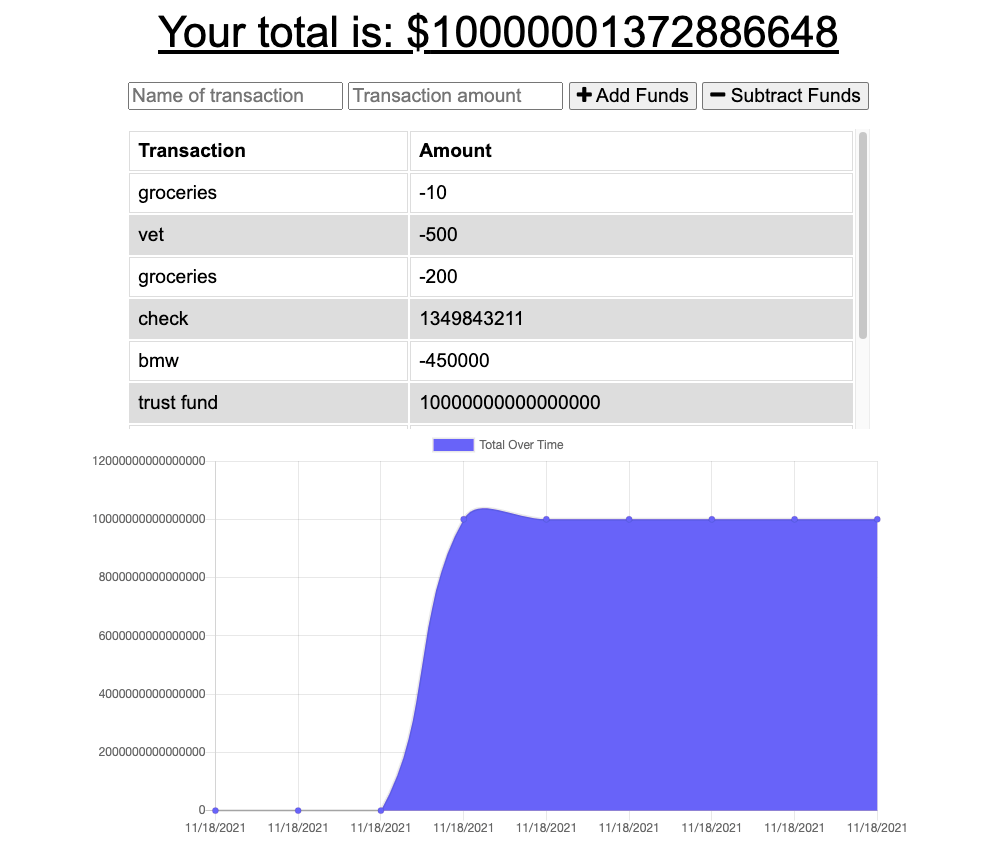 Your total is: $10000001372886648
Name of transaction Transaction amount Add Funds Subtract Funds
Transaction Amount
groceries -10
vet -500
groceries -200
check 1349843211
bmw -450000
trust fund 10000000000000000
Total Over Time
12000000000000000
10000000000000000
8000000000000000
6000000000000000
4000000000000000
2000000000000000
0
11/18/2021 11/18/2021 11/18/2021 11/18/2021 11/18/2021 11/18/2021 11/18/2021 11/18/2021 11/18/2021